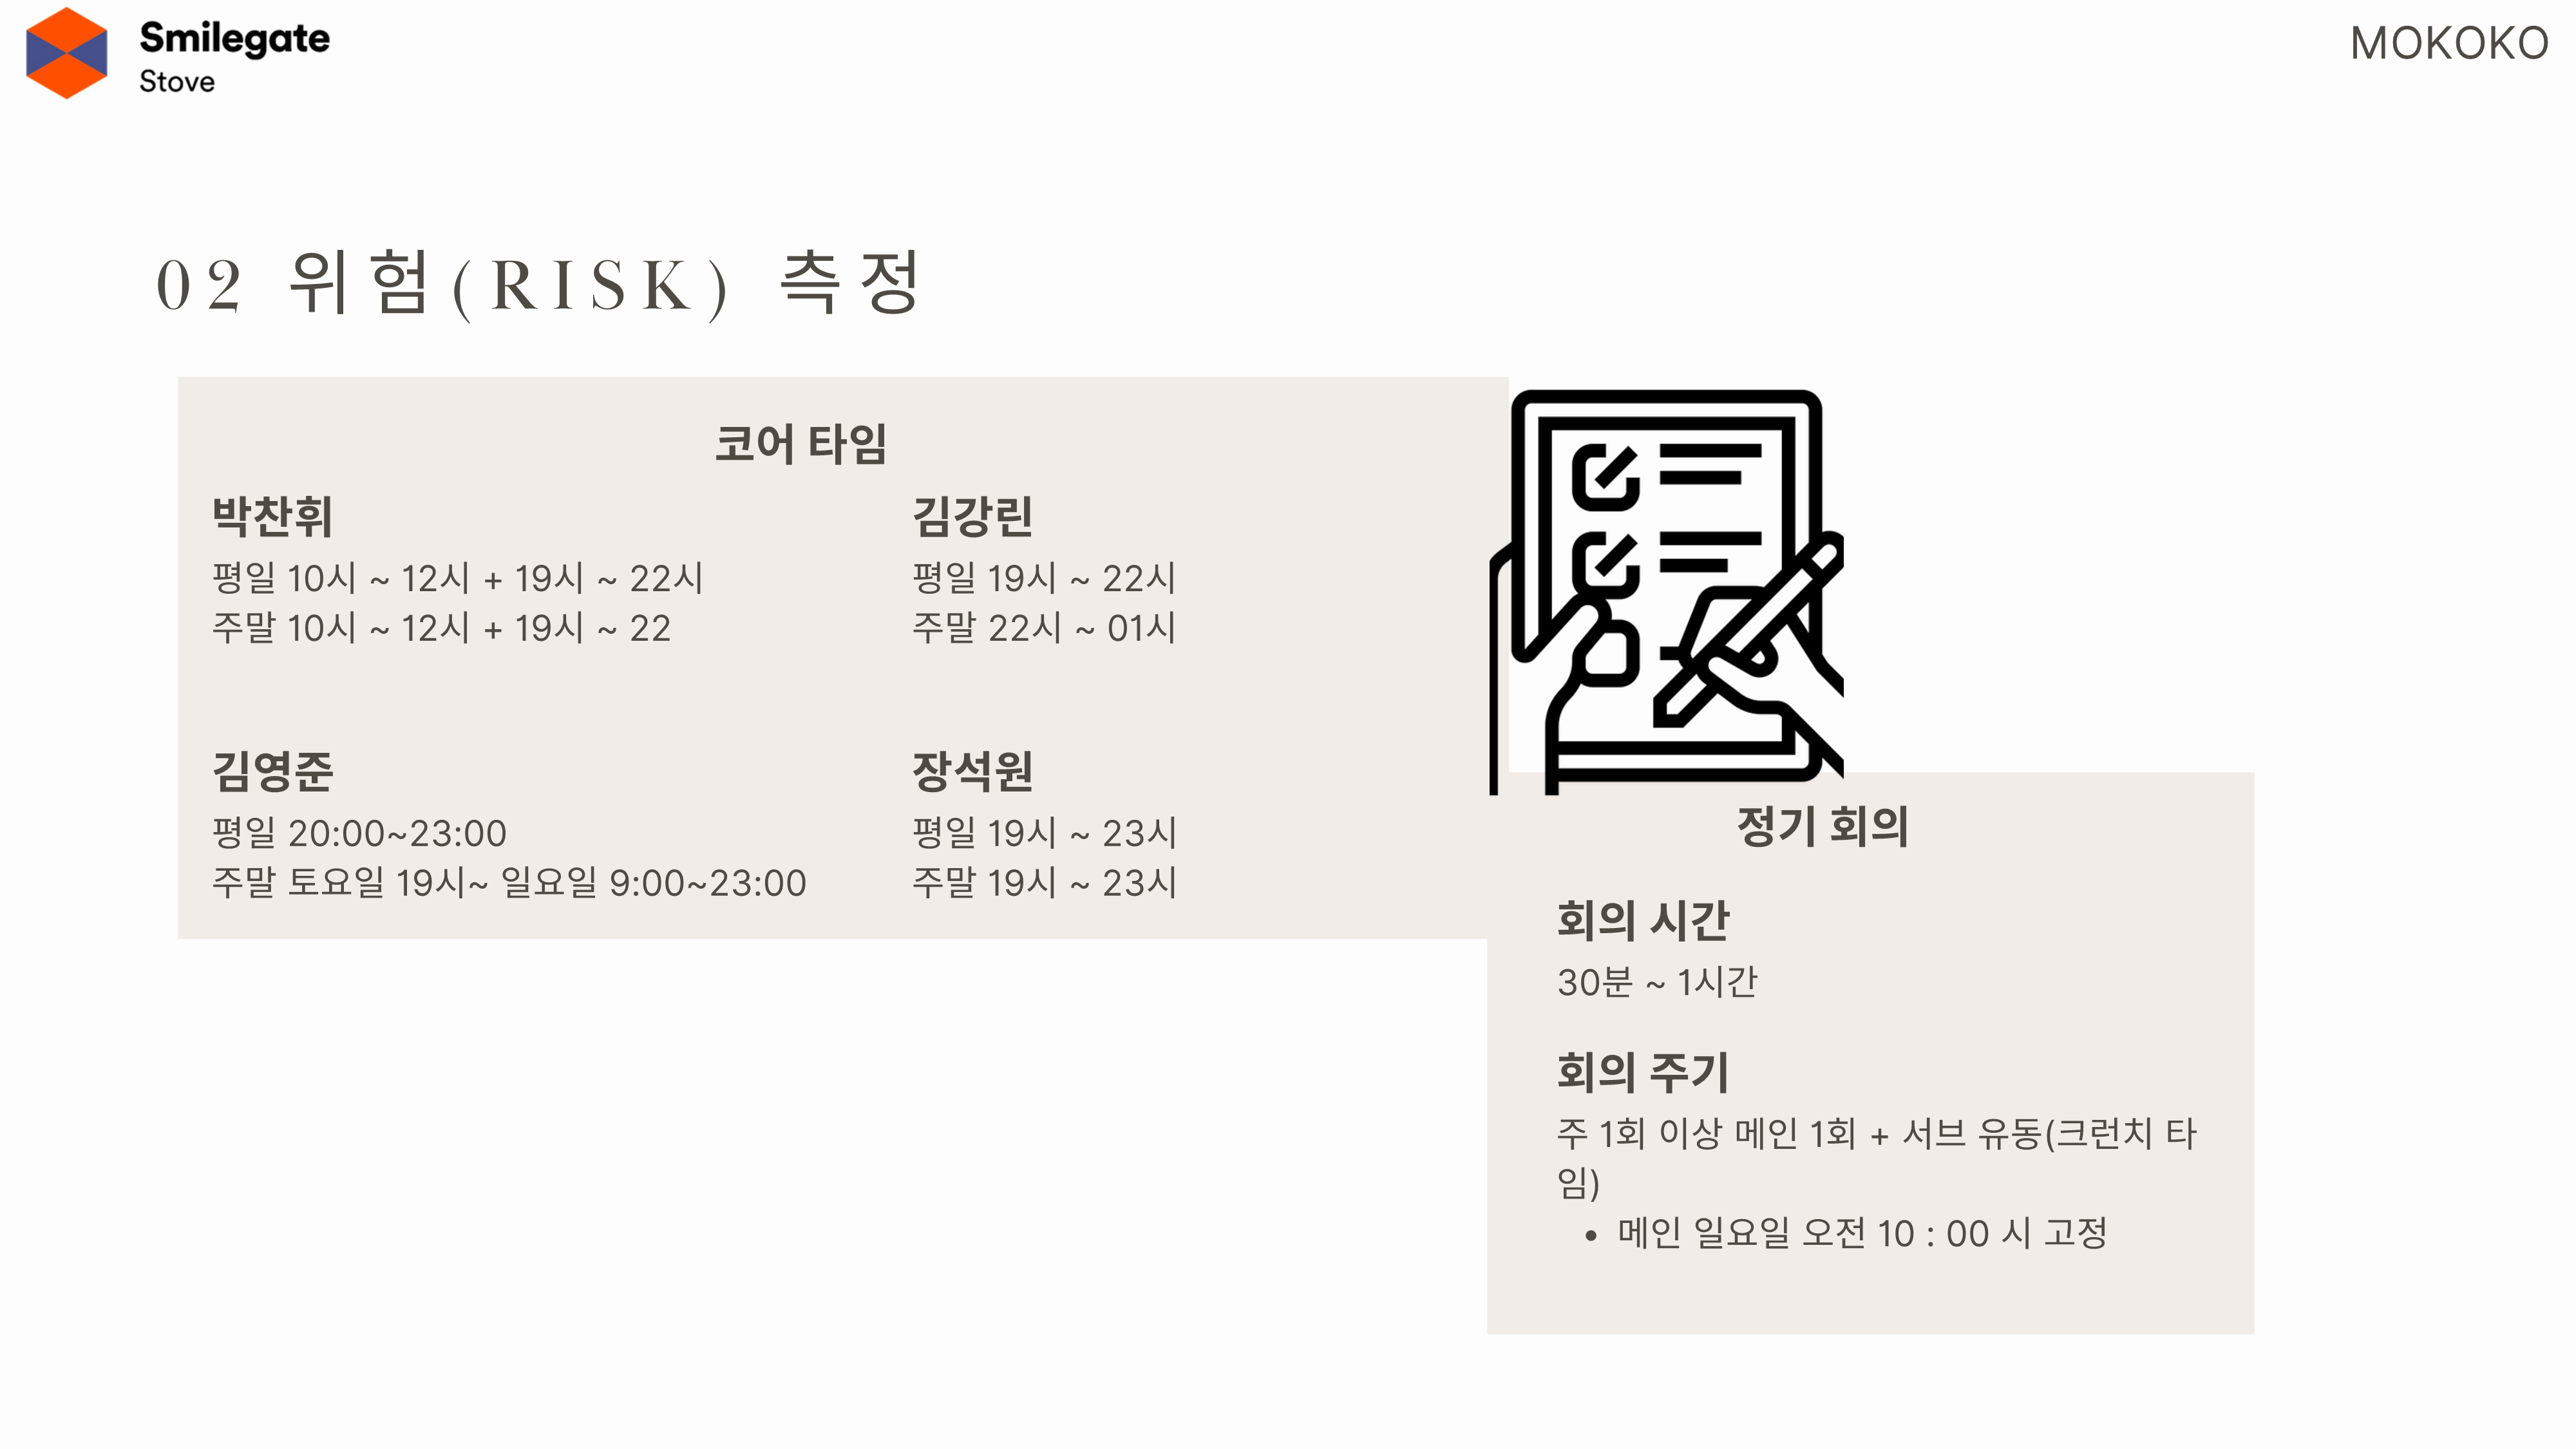 Smilegate
Stove
MOKOKO
02 위험(RISK) 측정
코어 타임
박찬휘
평일 10시 ~ 12시 + 19시 ~ 22시
주말 10시 ~ 12시 + 19시 ~ 22
김강린
평일 19시 ~ 22시
주말 22시 ~ 01시
김영준
평일 20:00~23:00
주말 토요일 19시~ 일요일 9:00~23:00
장석원
평일 19시 ~ 23시
주말 19시 ~ 23시
정기 회의
회의 시간
30분 ~ 1시간
회의 주기
주 1회 이상 메인 1회 + 서브 유동(크런치 타
임)
• 메인 일요일 오전 10 : 00 시 고정